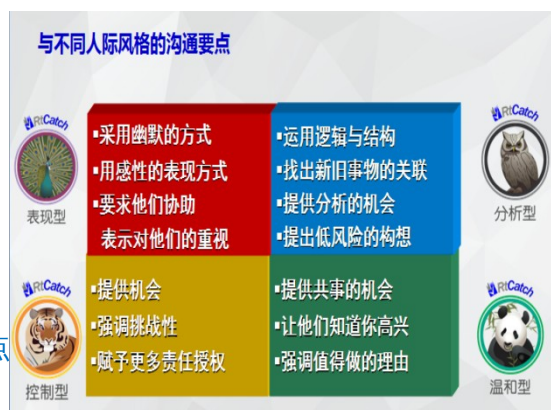 与不同人际风格的沟通要点
RtCatch
表现型
▪采用幽默的方式
▪用感性的表现方式
▪要求他们协助
表示对他们的重视
▪运用逻辑与结构
▪找出新旧事物的关联
▪提供分析的机会
▪提出低风险的构想
RtCatch
分析型
点
RtCatch
控制型
▪提供机会
▪强调挑战性
▪赋予更多责任授权
▪提供共事的机会
▪让他们知道你高兴
▪强调值得做的理由
RtCatch
温和型